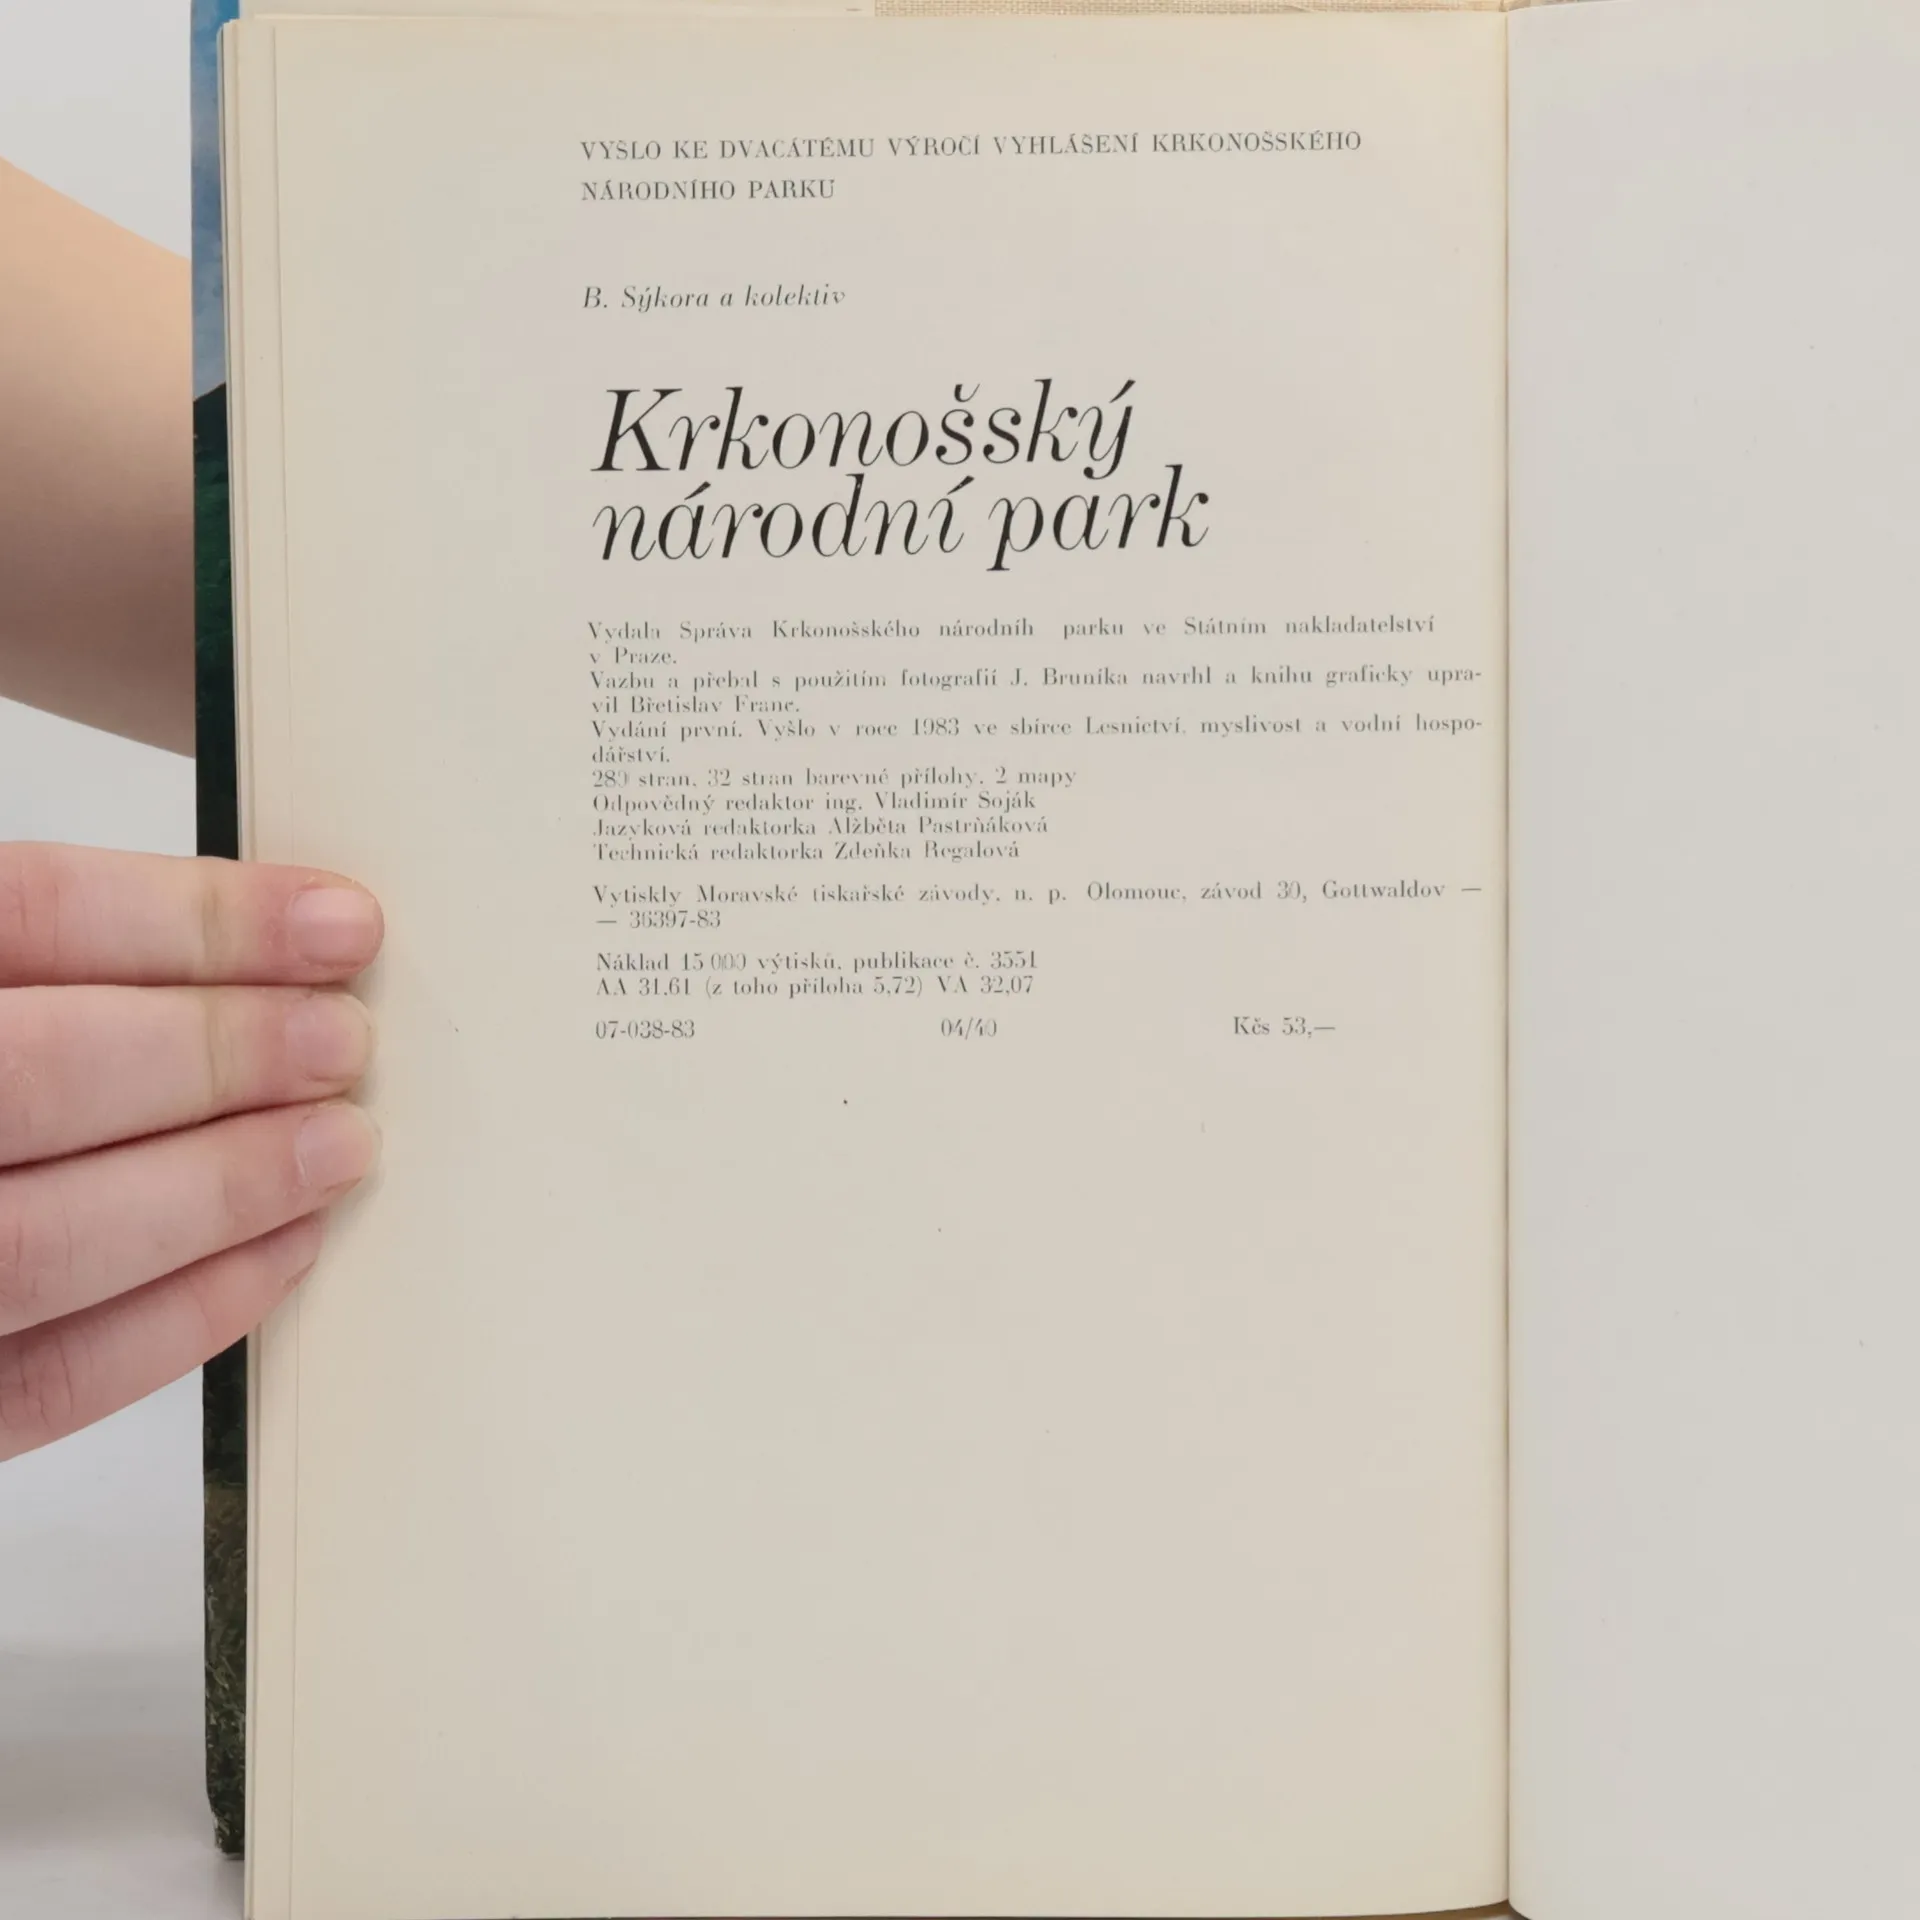 VYŠLO KE DVACÁTÉMU VÝROČÍ VYHLÁŠENÍ KRKONOŠSKÉHO
NÁRODNÍHO PARKU
B. Sýkora a kolektiv
Krkonošský
národní park
Vydala Správa Krkonošského národníh parku ve Státním nakladatelství
v Praze.
Vazbu a přebal s použitím fotografií J. Bruníka navrhl a knihu graficky upra-
vil Břetislav Franc.
Vydání první. Vyšlo v roce 1983 ve sbírce Lesnictví, myslivost a vodní hospo-
dářství.
280 stran, 32 stran barevné přílohy, 2 mapy
Odpovědný redaktor ing. Vladimír Soják
Jazyková redaktorka Alžběta Pastrňáková
Technická redaktorka Zdeňka Regalová
Vytiskly Moravské tiskařské závody, n. p. Olomouc, závod 30, Gottwaldov —
— 36397-83
Náklad 15 000 výtisků, publikace č. 3551
AA 31,61 (z toho příloha 5,72) VA 32,07
07-038-83 04/40 Kčs 53,—